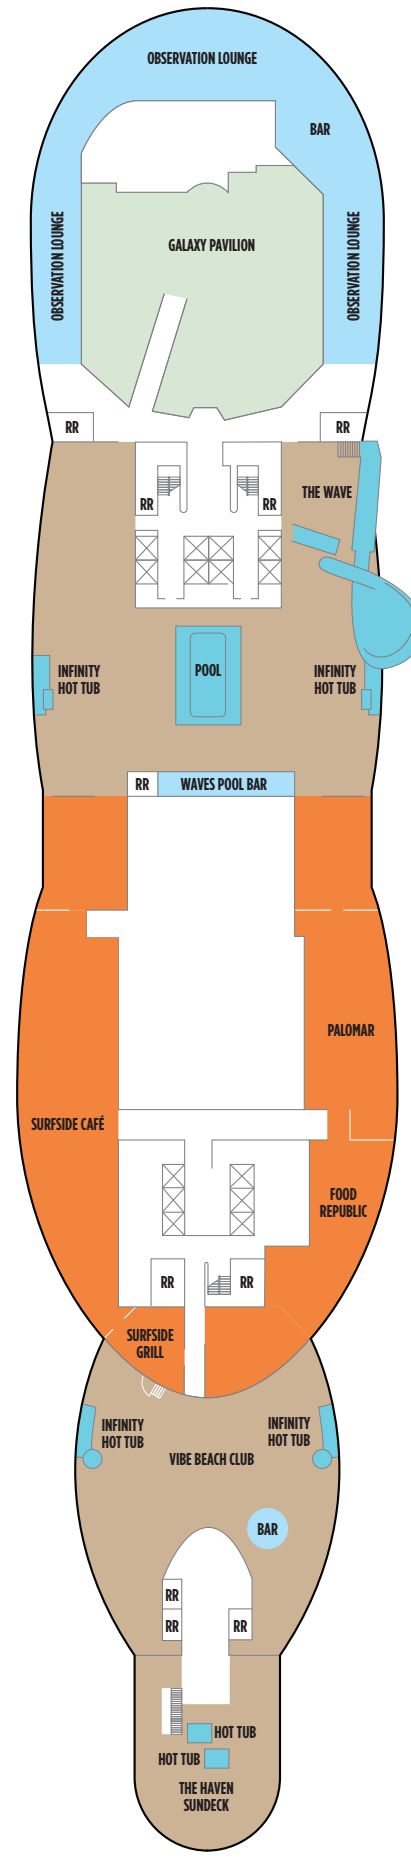 OBSERVATION LOUNGE
BAR
OBSERVATION LOUNGE
GALAXY PAVILION
OBSERVATION LOUNGE
RR
RR
THE WAVE
RR
RR
INFINITY
HOT TUB
POOL
INFINITY
HOT TUB
RR
WAVES POOL BAR
PALOMAR
SURFSIDE CAFÉ
FOOD
REPUBLIC
RR
RR
SURFSIDE
GRILL
INFINITY
HOT TUB
INFINITY
HOT TUB
VIBE BEACH CLUB
BAR
RR
RR
RR
HOT TUB
HOT TUB
THE HAVEN
SUNDECK